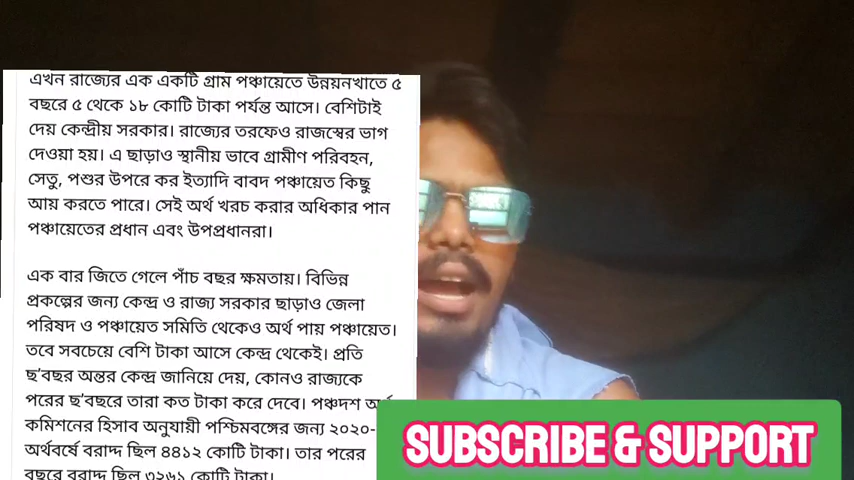 এখন রাজ্যের এক একটি গ্রাম পঞ্চায়েতে উন্নয়নখাতে ৫
বছরে ৫ থেকে ১৮ কোটি টাকা পর্যন্ত আসে। বেশিটাই
দেয় কেন্দ্রীয় সরকার। রাজ্যের তরফেও রাজস্বের ভাগ
দেওয়া হয়। এ ছাড়াও স্থানীয় ভাবে গ্রামীণ পরিবহন,
সেতু, পশুর উপরে কর ইত্যাদি বাবদ পঞ্চায়েত কিছু
আয় করতে পারে। সেই অর্থ খরচ করার অধিকার পান
পঞ্চায়েতের প্রধান এবং উপপ্রধানরা।
এক বার জিতে গেলে পাঁচ বছর ক্ষমতায়। বিভিন্ন
প্রকল্পের জন্য কেন্দ্র ও রাজ্য সরকার ছাড়াও জেলা
পরিষদ ও পঞ্চায়েত সমিতি থেকেও অর্থ পায় পঞ্চায়েত।
তবে সবচেয়ে বেশি টাকা আসে কেন্দ্র থেকেই। প্রতি
ছ'বছর অন্তর কেন্দ্র জানিয়ে দেয়, কোনও রাজ্যকে
পরের ছ'বছরে তারা কত টাকা করে দেবে। পঞ্চদশ
কমিশনের হিসাব অনুযায়ী পশ্চিমবঙ্গের জন্য ২০২০-
অর্থবর্ষে বরাদ্দ ছিল ৪৪১২ কোটি টাকা। তার পরের
বছরে বরাদ্দ ছিল ৩২৬১ কোটি টাকা।
SUBSCRIBE & SUPPORT